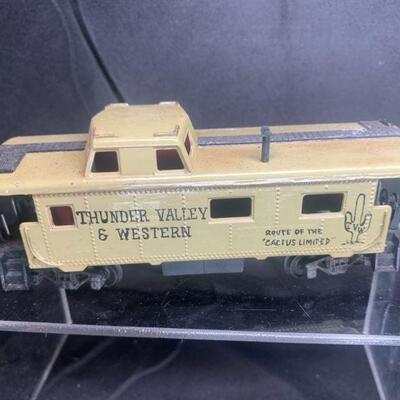 THUNDER VALLEY
& WESTERN
ROUTE OF THE
"CACTUS LIMITED"